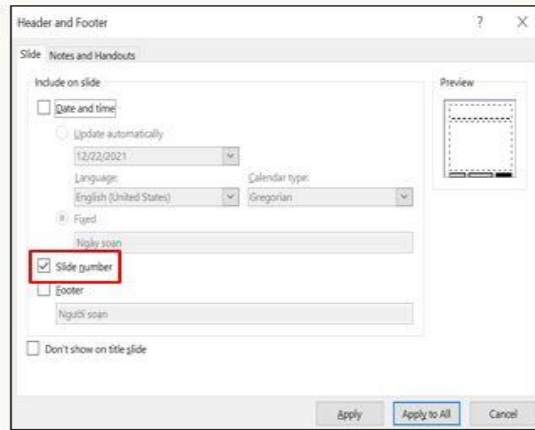 Header and Footer ? X
Slide Notes and Handouts
Include on slide
Preview
Date and time
Update automatically
12/22/2021
Language: Calendar type:
English (United States) Gregorian
Fixed
Ngày soạn
Slide number
Footer
Người soạn
Don't show on title slide
Apply Apply to All Cancel